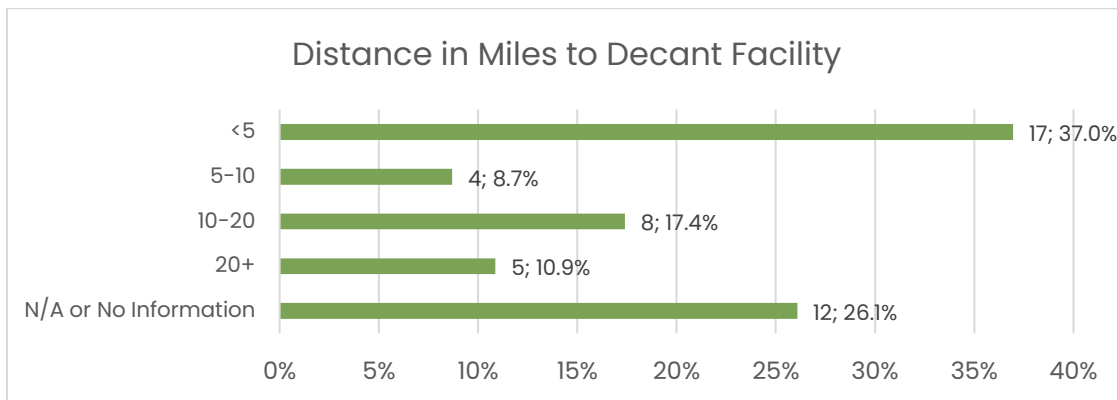 Distance in Miles to Decant Facility
<5 17; 37.0%
5-10 4; 8.7%
10-20 8; 17.4%
20+ 5; 10.9%
N/A or No Information 12; 26.1%
0% 5% 10% 15% 20% 25% 30% 35% 40%